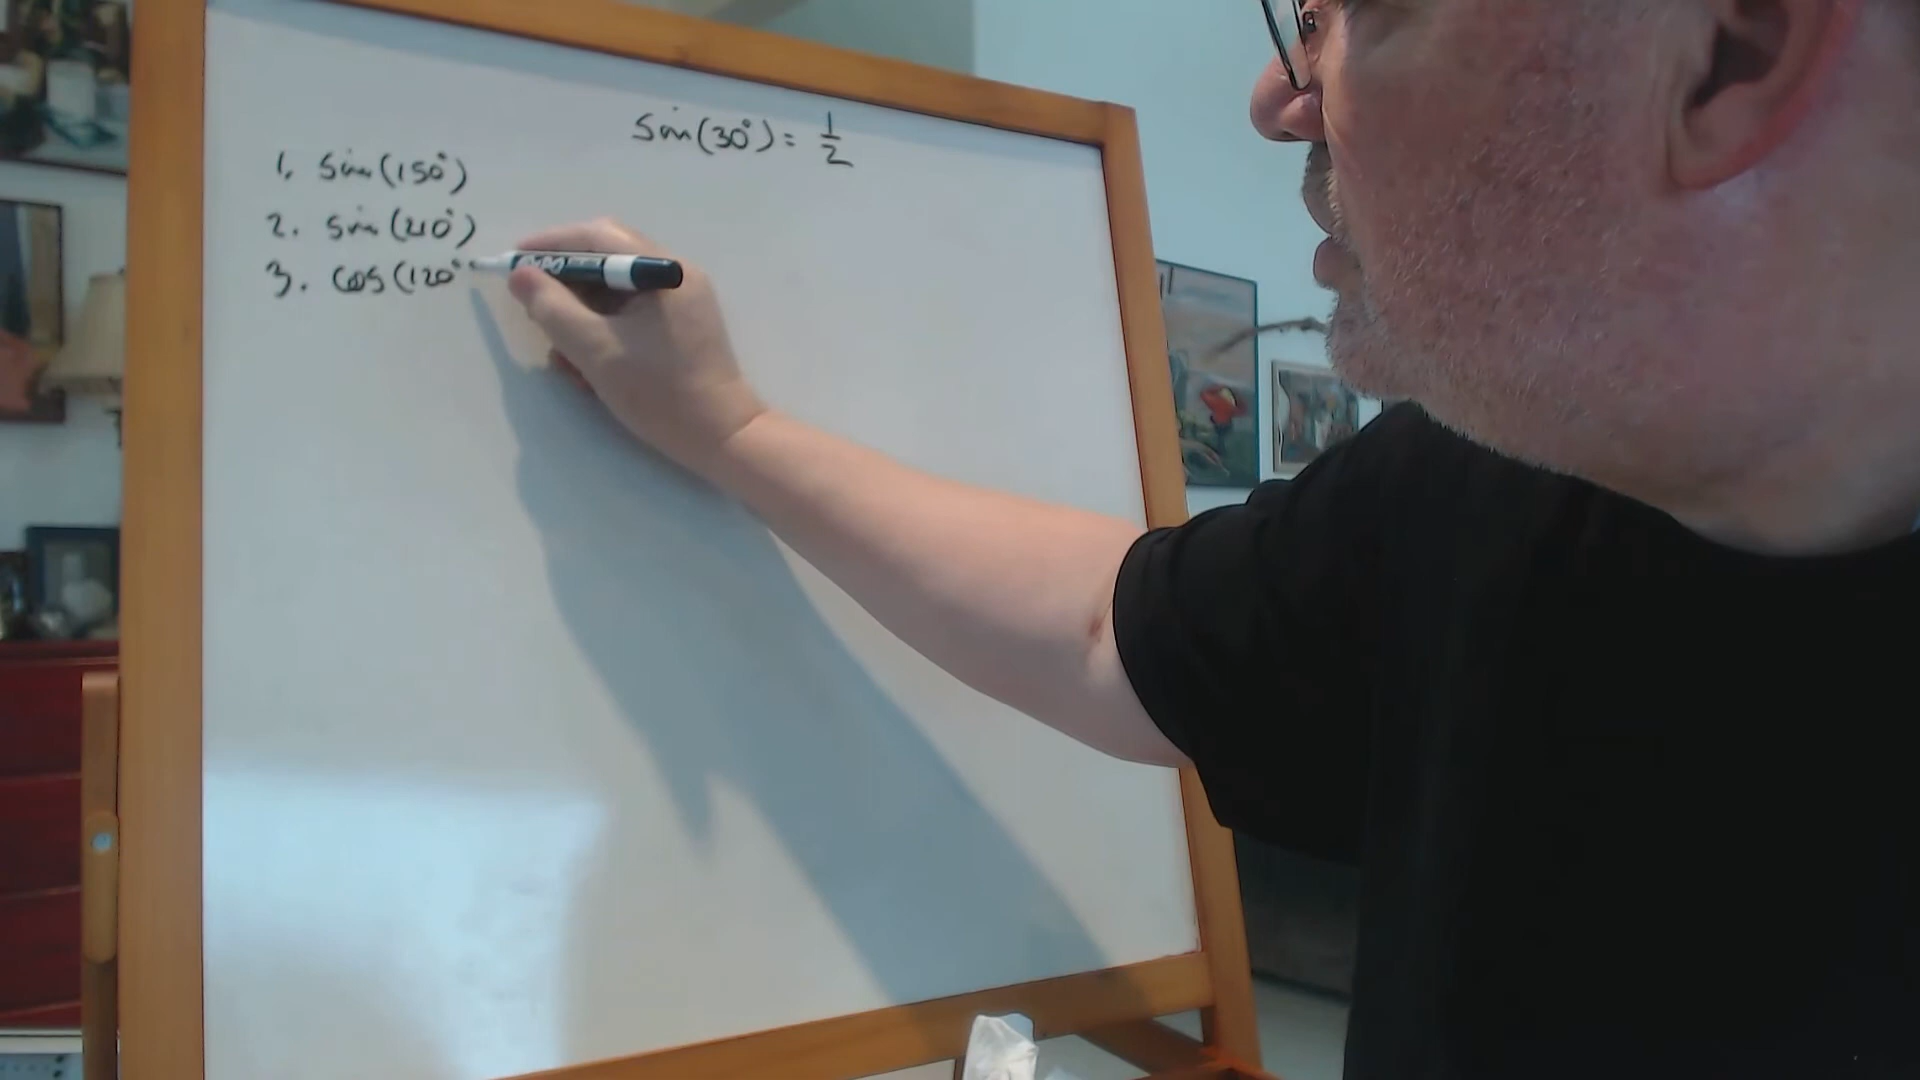 sin(30°) = 1/2
1. sin(150°)
2. sin(210°)
3. cos(120°